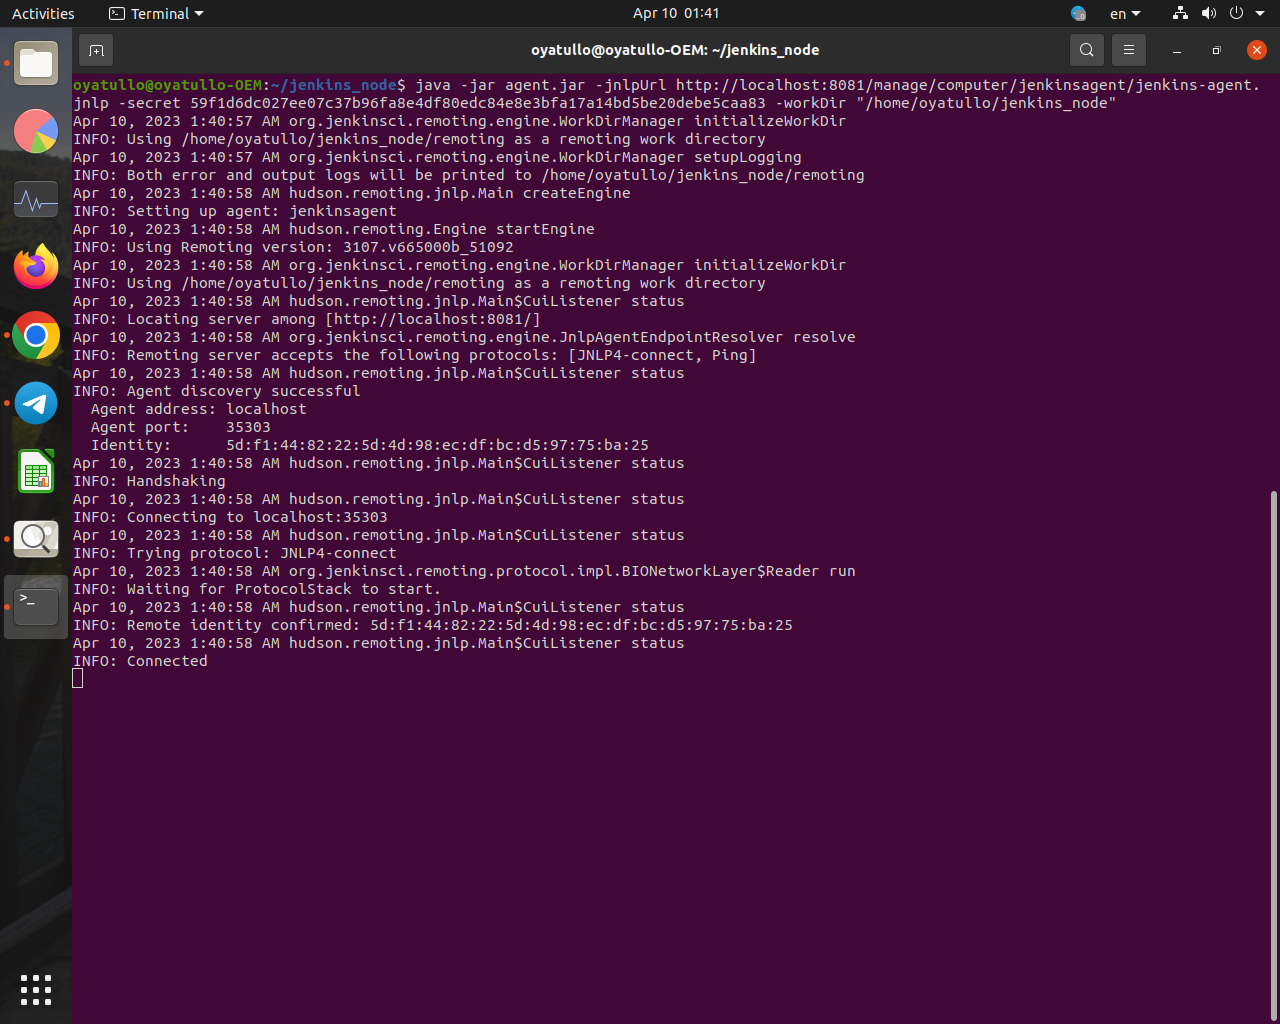 Activities Terminal Apr 10 01:41 en
oyatullo@oyatullo-OEM: ~/jenkins_node
oyatullo@oyatullo-OEM:~/jenkins_node$ java -jar agent.jar -jnlpUrl http://localhost:8081/manage/computer/jenkinsagent/jenkins-agent.
jnlp -secret 59f1d6dc027ee07c37b96fa8e4df80edc84e8e3bfa17a14bd5be20debe5caa83 -workDir "/home/oyatullo/jenkins_node"
Apr 10, 2023 1:40:57 AM org.jenkinsci.remoting.engine.WorkDirManager initializeWorkDir
INFO: Using /home/oyatullo/jenkins_node/remoting as a remoting work directory
Apr 10, 2023 1:40:57 AM org.jenkinsci.remoting.engine.WorkDirManager setupLogging
INFO: Both error and output logs will be printed to /home/oyatullo/jenkins_node/remoting
Apr 10, 2023 1:40:58 AM hudson.remoting.jnlp.Main createEngine
INFO: Setting up agent: jenkinsagent
Apr 10, 2023 1:40:58 AM hudson.remoting.Engine startEngine
INFO: Using Remoting version: 3107.v665000b_51092
Apr 10, 2023 1:40:58 AM org.jenkinsci.remoting.engine.WorkDirManager initializeWorkDir
INFO: Using /home/oyatullo/jenkins_node/remoting as a remoting work directory
Apr 10, 2023 1:40:58 AM hudson.remoting.jnlp.Main$CuiListener status
INFO: Locating server among [http://localhost:8081/]
Apr 10, 2023 1:40:58 AM org.jenkinsci.remoting.engine.JnlpAgentEndpointResolver resolve
INFO: Remoting server accepts the following protocols: [JNLP4-connect, Ping]
Apr 10, 2023 1:40:58 AM hudson.remoting.jnlp.Main$CuiListener status
INFO: Agent discovery successful
Agent address: localhost
Agent port: 35303
Identity: 5d:f1:44:82:22:5d:4d:98:ec:df:bc:d5:97:75:ba:25
Apr 10, 2023 1:40:58 AM hudson.remoting.jnlp.Main$CuiListener status
INFO: Handshaking
Apr 10, 2023 1:40:58 AM hudson.remoting.jnlp.Main$CuiListener status
INFO: Connecting to localhost:35303
Apr 10, 2023 1:40:58 AM hudson.remoting.jnlp.Main$CuiListener status
INFO: Trying protocol: JNLP4-connect
Apr 10, 2023 1:40:58 AM org.jenkinsci.remoting.protocol.impl.BIONetworkLayer$Reader run
INFO: Waiting for ProtocolStack to start.
Apr 10, 2023 1:40:58 AM hudson.remoting.jnlp.Main$CuiListener status
INFO: Remote identity confirmed: 5d:f1:44:82:22:5d:4d:98:ec:df:bc:d5:97:75:ba:25
Apr 10, 2023 1:40:58 AM hudson.remoting.jnlp.Main$CuiListener status
INFO: Connected